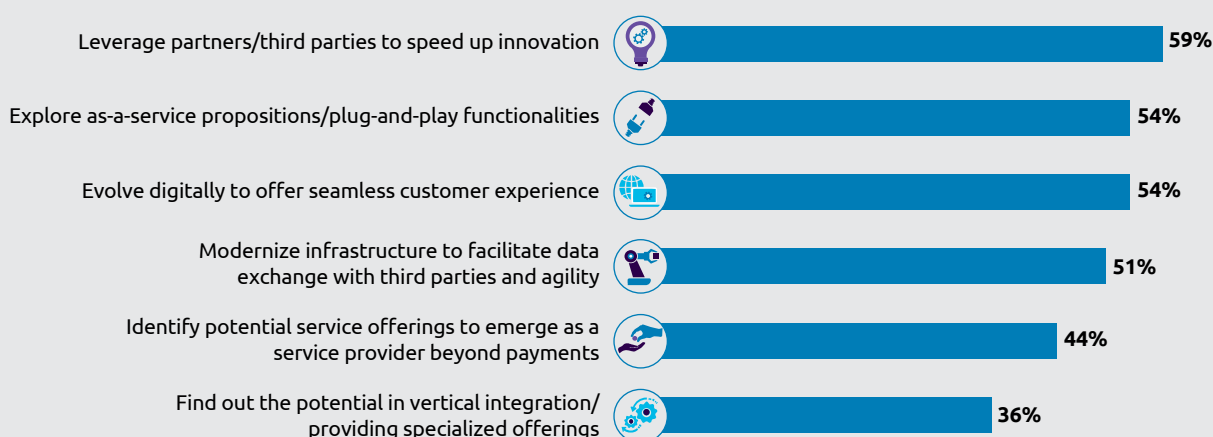 Leverage partners/third parties to speed up innovation
59%
Explore as-a-service propositions/plug-and-play functionalities
54%
Evolve digitally to offer seamless customer experience
54%
Modernize infrastructure to facilitate data
exchange with third parties and agility
51%
Identify potential service offerings to emerge as a
service provider beyond payments
44%
Find out the potential in vertical integration/
providing specialized offerings
36%